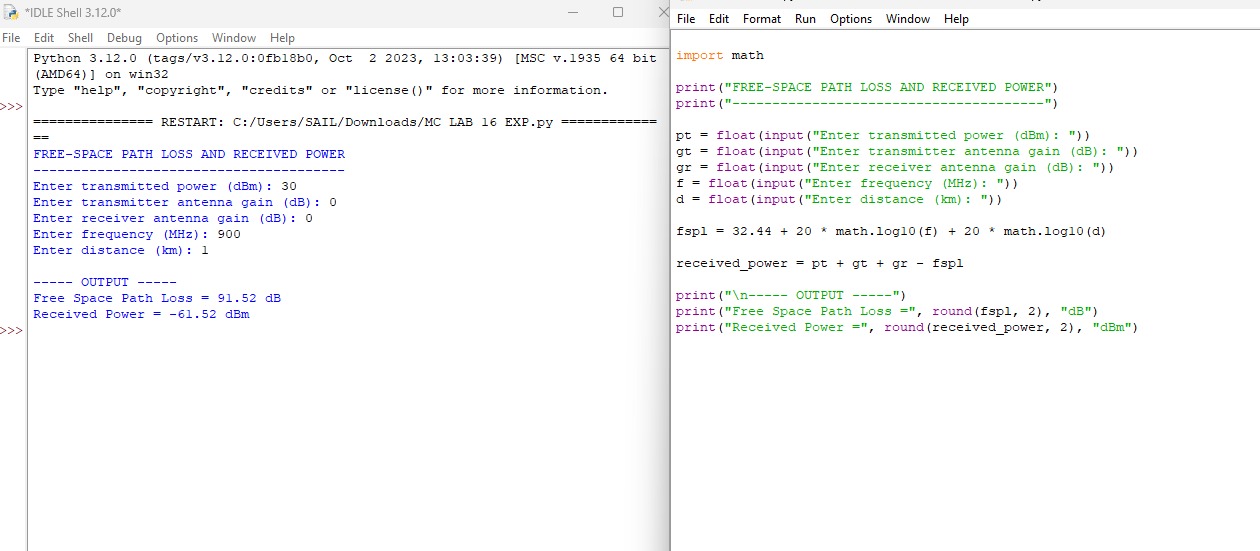 *IDLE Shell 3.12.0*
File Edit Shell Debug Options Window Help
Python 3.12.0 (tags/v3.12.0:0fb18b0, Oct  2 2023, 13:03:39) [MSC v.1935 64 bit
(AMD64)] on win32
Type "help", "copyright", "credits" or "license()" for more information.
>>>
=============== RESTART: C:/Users/SAIL/Downloads/MC LAB 16 EXP.py ============
==
FREE-SPACE PATH LOSS AND RECEIVED POWER
---------------------------------------
Enter transmitted power (dBm): 30
Enter transmitter antenna gain (dB): 0
Enter receiver antenna gain (dB): 0
Enter frequency (MHz): 900
Enter distance (km): 1
----- OUTPUT -----
Free Space Path Loss = 91.52 dB
Received Power = -61.52 dBm
>>>
File Edit Format Run Options Window Help
import math
print("FREE-SPACE PATH LOSS AND RECEIVED POWER")
print("---------------------------------------")
pt = float(input("Enter transmitted power (dBm): "))
gt = float(input("Enter transmitter antenna gain (dB): "))
gr = float(input("Enter receiver antenna gain (dB): "))
f = float(input("Enter frequency (MHz): "))
d = float(input("Enter distance (km): "))
fspl = 32.44 + 20 * math.log10(f) + 20 * math.log10(d)
received_power = pt + gt + gr - fspl
print("\n----- OUTPUT -----")
print("Free Space Path Loss =", round(fspl, 2), "dB")
print("Received Power =", round(received_power, 2), "dBm")